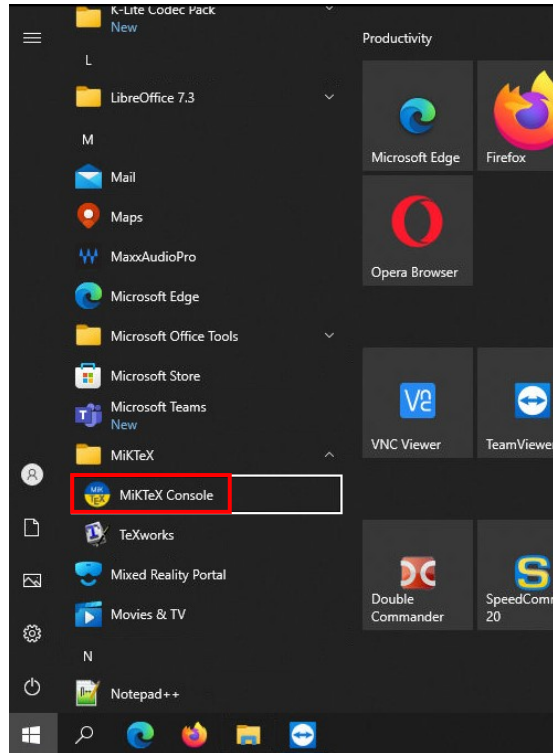 K-Lite Codec Pack
New
L
LibreOffice 7.3
M
Mail
Maps
MaxxAudioPro
Microsoft Edge
Microsoft Office Tools
Microsoft Store
Microsoft Teams
New
MiKTeX
MiKTeX Console
TeXworks
Mixed Reality Portal
Movies & TV
N
Notepad++
Productivity
Microsoft Edge
Firefox
Opera Browser
VNC Viewer
TeamViewer
Double
Commander
SpeedComm
20